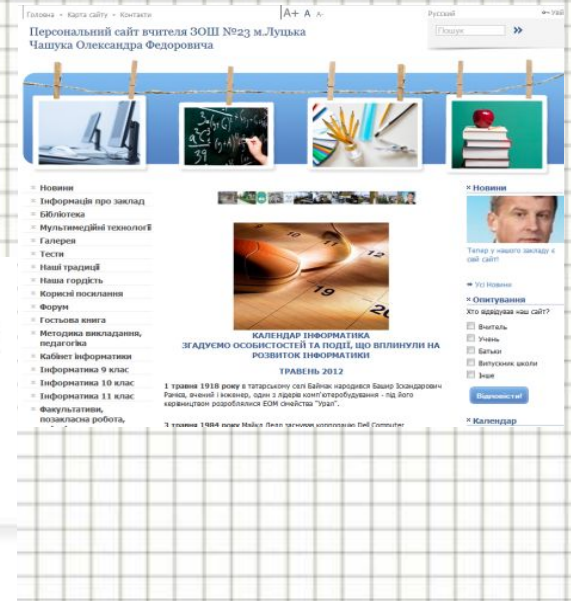 Головна • Карта сайту • Контакти
A+ A A-
Русский
Персональний сайт вчителя ЗОШ №23 м.Луцька
Чашука Олександра Федоровича
Пошук
Новини
Інформація про заклад
Бібліотека
Мультимедійні технології
Галерея
Тести
Наші традиції
Наша гордість
Корисні посилання
Форум
Гостьова книга
Методика викладання,
педагогіка
Кабінет інформатики
Інформатика 9 клас
Інформатика 10 клас
Інформатика 11 клас
Факультативи,
позакласна робота,
10
11
12
19
КАЛЕНДАР ІНФОРМАТИКА
ЗГАДУЄМО ОСОБИСТОСТЕЙ ТА ПОДІЇ, ЩО ВПЛИНУЛИ НА
РОЗВИТОК ІНФОРМАТИКИ
ТРАВЕНЬ 2012
1 травня 1918 року в татарському селі Баймак народився Башир Іскандарович
Рамєєв, вчений і інженер, один з лідерів комп'ютеробудування - під його
керівництвом розроблялися ЕОМ сімейства "Урал".
3 травня 1984 року Майкл Делл заснував корпорацію Dell Computer
Новини
Тепер у нашого закладу є
свій сайт!
Усі Новини
Опитування
Хто відвідував наш сайт?
Вчитель
Учень
Батьки
Випускник школи
Інше
Відповісти!
Календар